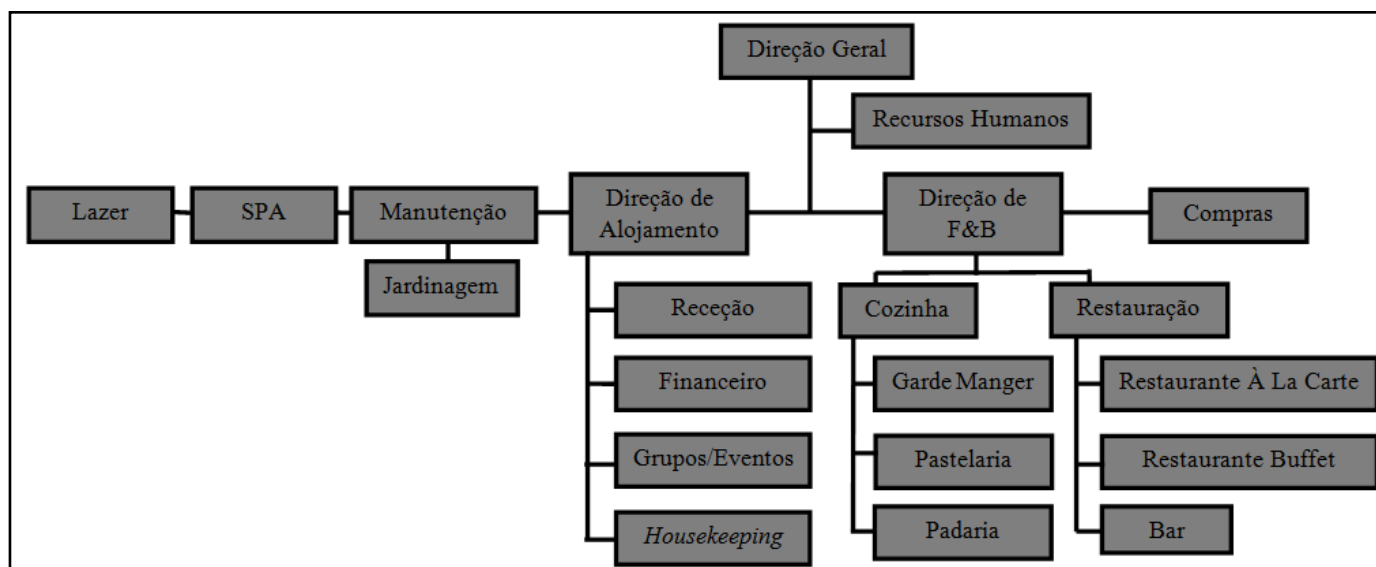 Direção Geral
Recursos Humanos
Lazer
SPA
Manutenção
Direção de
Alojamento
Direção de
F&B
Compras
Jardinagem
Receção
Financeiro
Grupos/Eventos
Housekeeping
Cozinha
Garde Manger
Pastelaria
Padaria
Restauração
Restaurante À La Carte
Restaurante Buffet
Bar